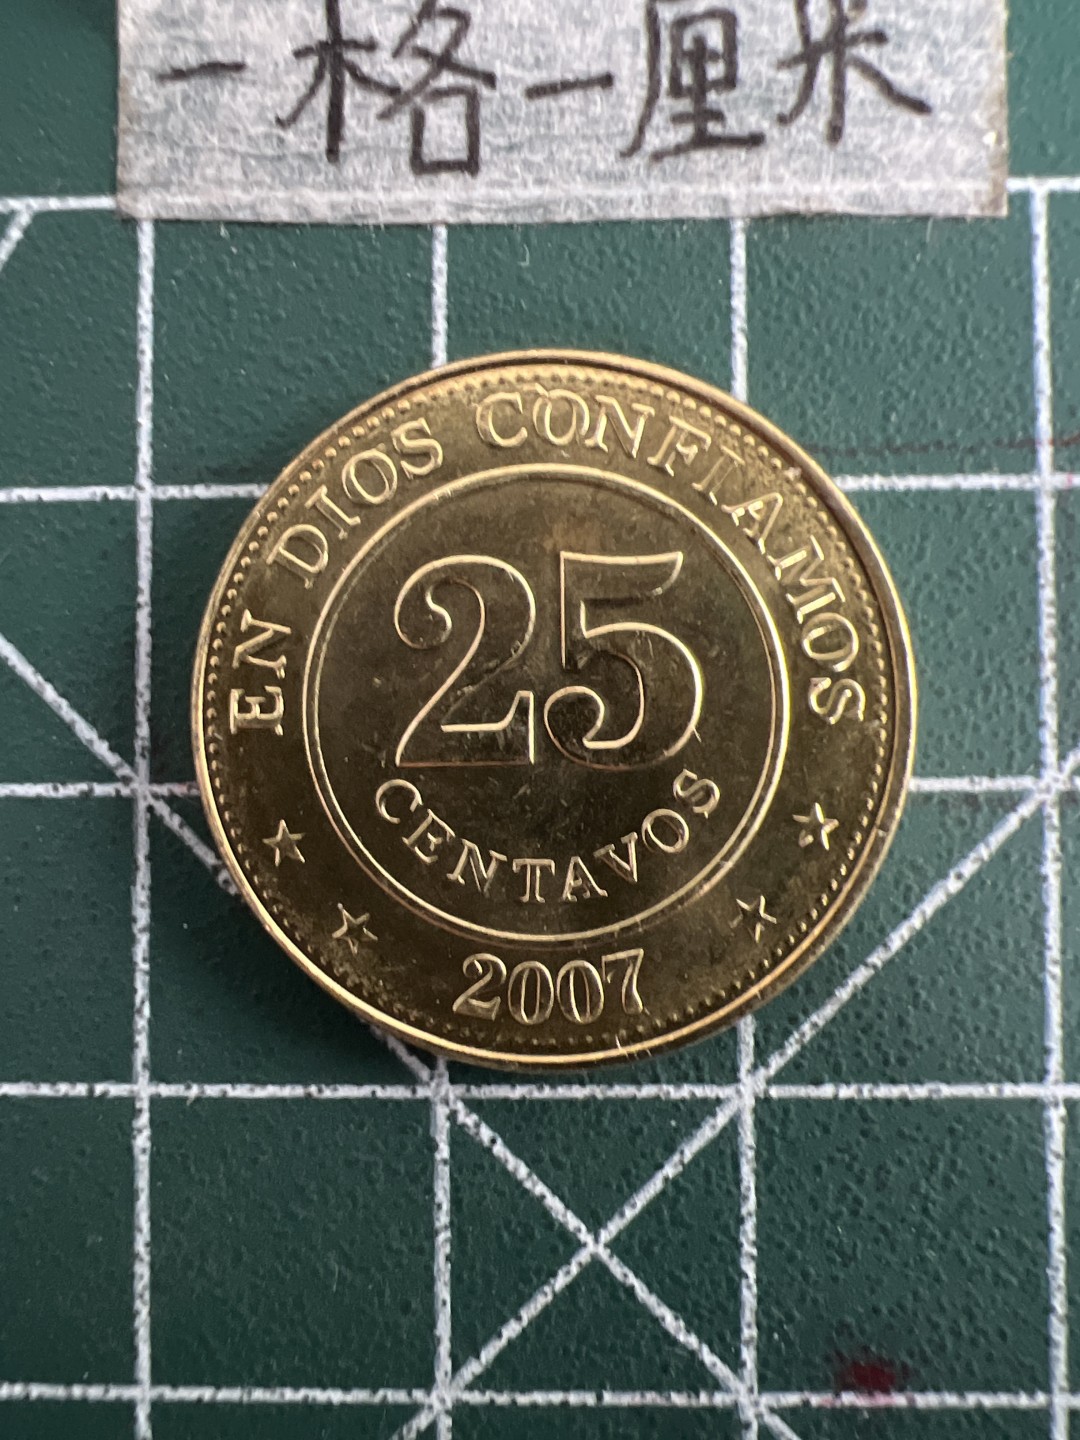 一格一厘米
EN DIOS CONFIAMOS
25
CENTAVOS
2007